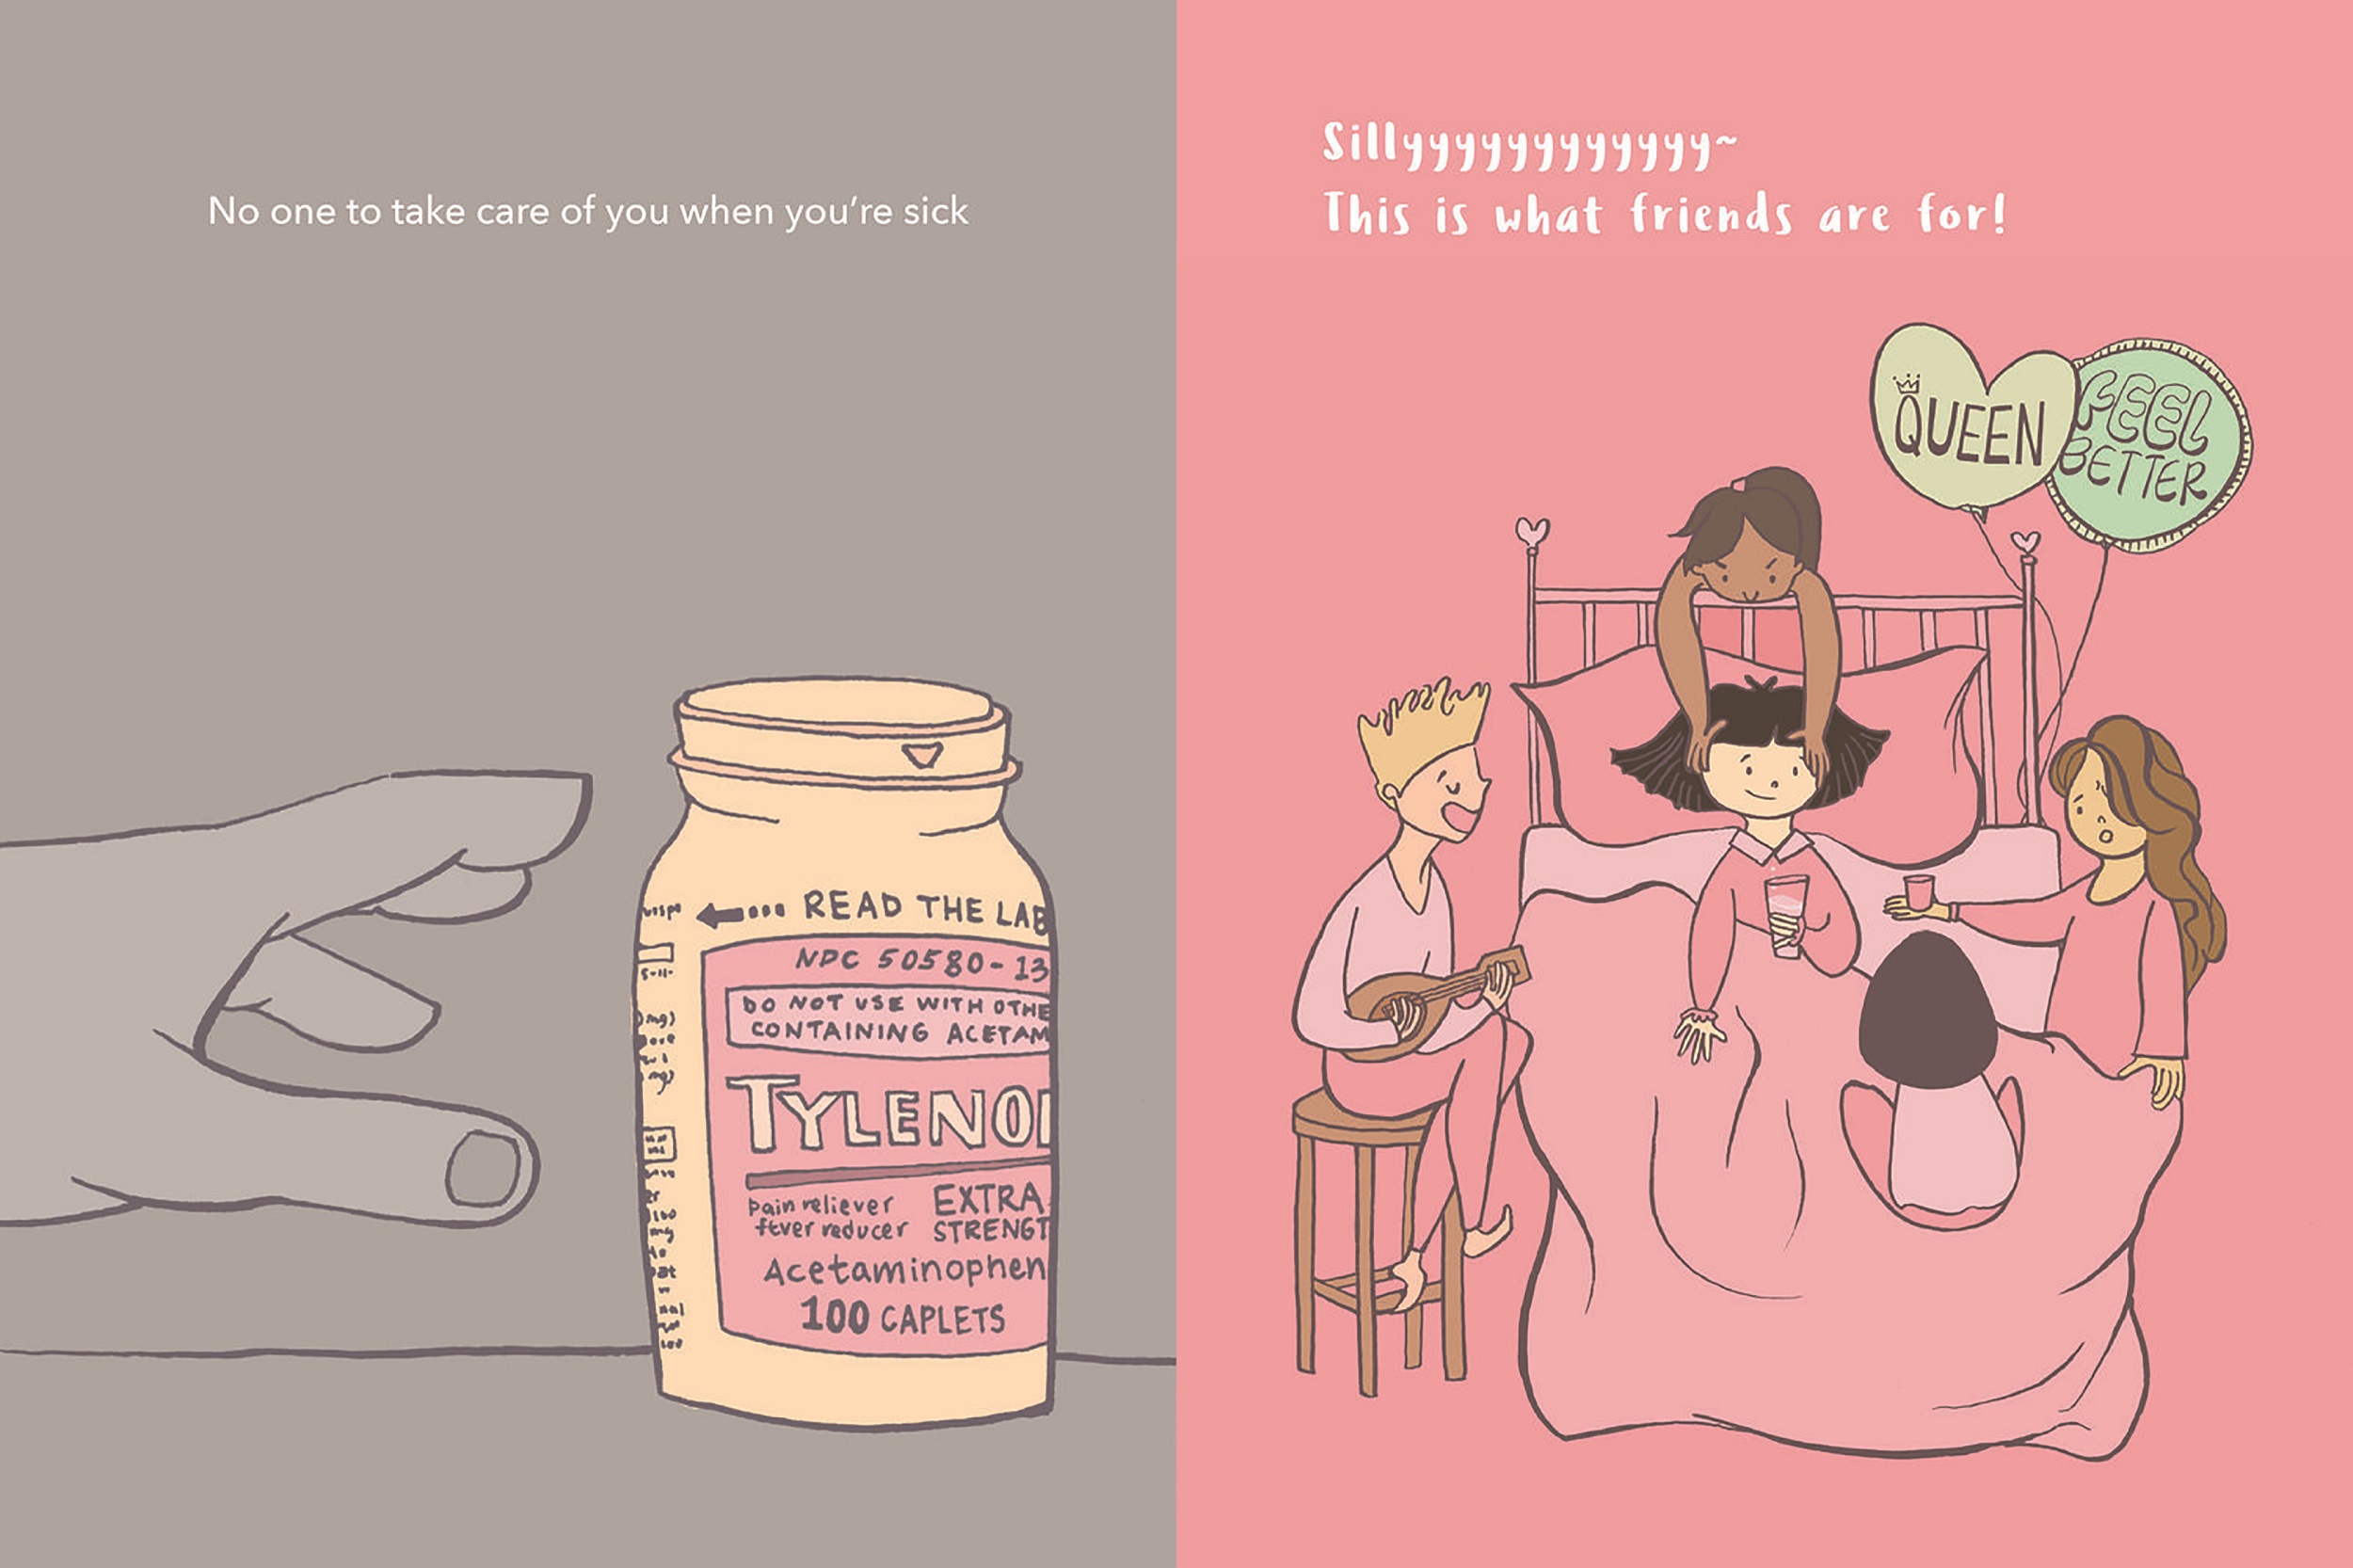 No one to take care of you when you're sick
READ THE LAB
NPC 50580-13
DO NOT USE WITH OTHE
CONTAINING ACETAM
TYLENOL
pain reliever
fever reducer
EXTRA
STRENGT
Acetaminophen
100 CAPLETS
Sillyyyyyyyyyyyyy~
This is what friends are for!
QUEEN
FEEL
BETTER